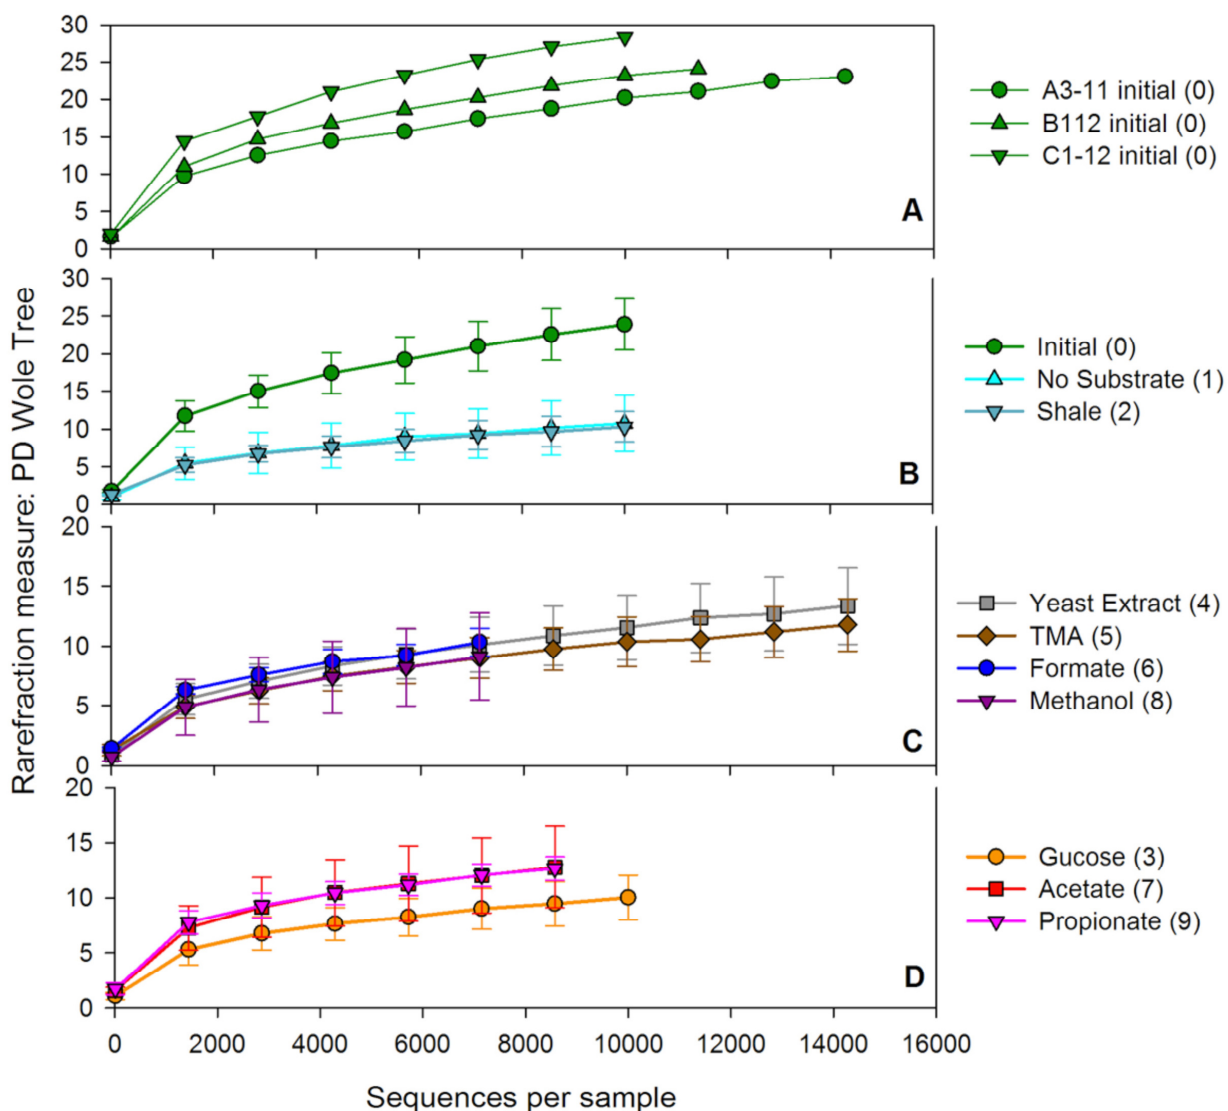 Rarefraction measure: PD Wole Tree
30
25
20
15
10
5
0
A
A3-11 initial (0)
B112 initial (0)
C1-12 initial (0)
30
25
20
15
10
5
0
B
Initial (0)
No Substrate (1)
Shale (2)
20
15
10
5
0
C
Yeast Extract (4)
TMA (5)
Formate (6)
Methanol (8)
20
15
10
5
0
D
Gucose (3)
Acetate (7)
Propionate (9)
0 2000 4000 6000 8000 10000 12000 14000 16000
Sequences per sample